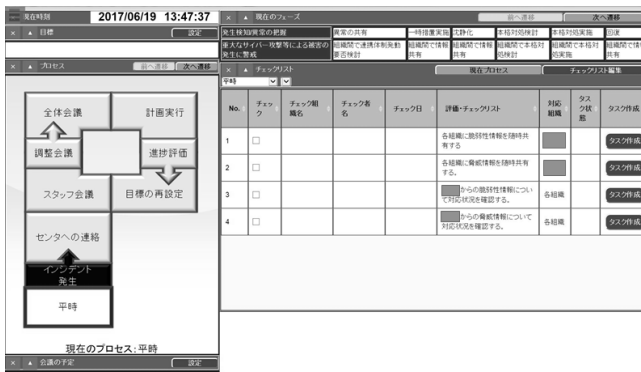 現在時刻 2017/06/19 13:47:37
× ▲ 目標 設定
× ▲ プロセス 前へ遷移 次へ遷移
全体会議 計画実行
調整会議 進捗評価
スタッフ会議 目標の再設定
センタへの連絡
インシデント
発生
平時
現在のプロセス:平時
× ▲ 会議の予定 設定
× ▲ 現在のフェーズ 前へ遷移 次へ遷移
発生検知/異常の把握 異常の共有 一時措置実施 沈静化 本格対処検討 本格対処実施 回復
重大なサイバー攻撃等による被害の発生に警戒 組織間で連携体制発動要否検討 組織間で情報共有 組織間で情報共有 組織間で本格対処検討 組織間で本格対処実施 組織間で情共有
× ▲ チェックリスト 現在プロセス チェックリスト編集
平時
No. チェック チェック組織名 チェック者名 チェック日 評価・チェックリスト 対応組織 タスク状態 タスク作成
1 各組織に脆弱性情報を随時共有する タスク作成
2 各組織に脅威情報を随時共有する。 タスク作成
3 からの脆弱性情報について対応状況を確認する。 各組織 タスク作成
4 からの脅威情報について対応状況を確認する。 各組織 タスク作成